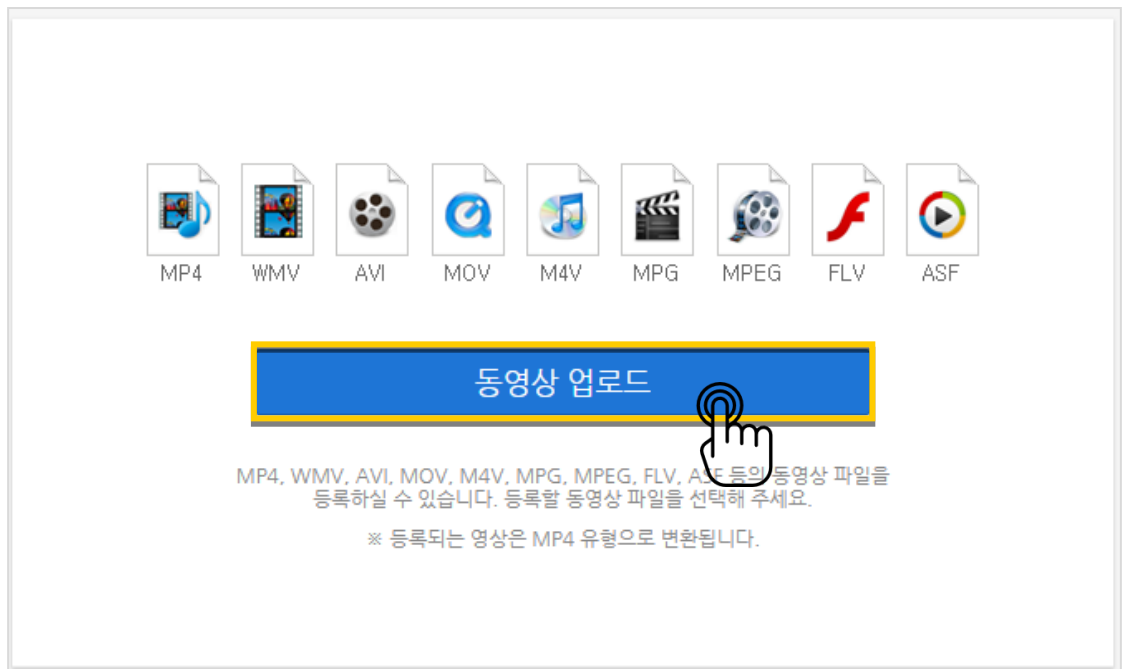 MP4 WMV AVI MOV M4V MPG MPEG FLV ASF
동영상 업로드
MP4, WMV, AVI, MOV, M4V, MPG, MPEG, FLV, ASF 등의 동영상 파일을
등록하실 수 있습니다. 등록할 동영상 파일을 선택해 주세요.
※ 등록되는 영상은 MP4 유형으로 변환됩니다.